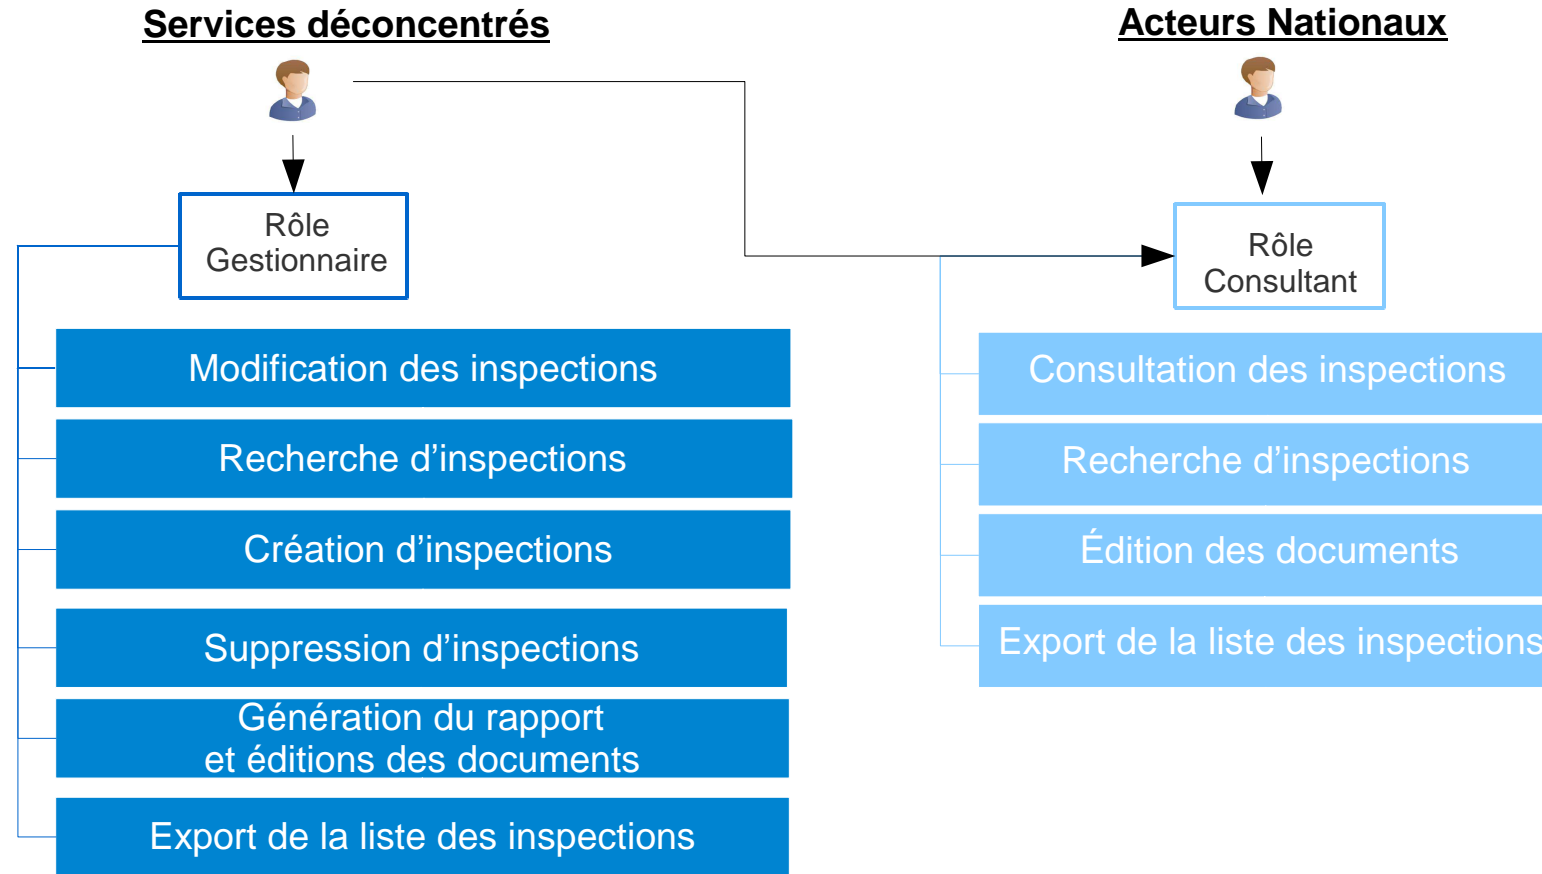 Services déconcentrés
Rôle
Gestionnaire
Modification des inspections
Recherche d’inspections
Création d’inspections
Suppression d’inspections
Génération du rapport
et éditions des documents
Export de la liste des inspections
Acteurs Nationaux
Rôle
Consultant
Consultation des inspections
Recherche d’inspections
Édition des documents
Export de la liste des inspections